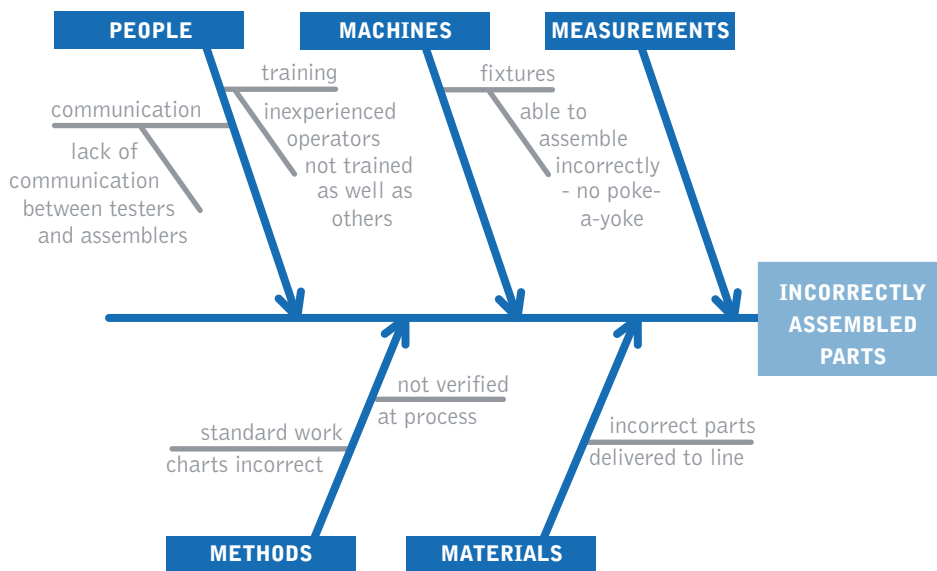 PEOPLE
MACHINES
MEASUREMENTS
training
inexperienced
operators
not trained
as well as
others
communication
lack of
communication
between testers
and assemblers
fixtures
able to
assemble
incorrectly
- no poke-
a-yoke
INCORRECTLY
ASSEMBLED
PARTS
not verified
at process
standard work
charts incorrect
incorrect parts
delivered to line
METHODS
MATERIALS